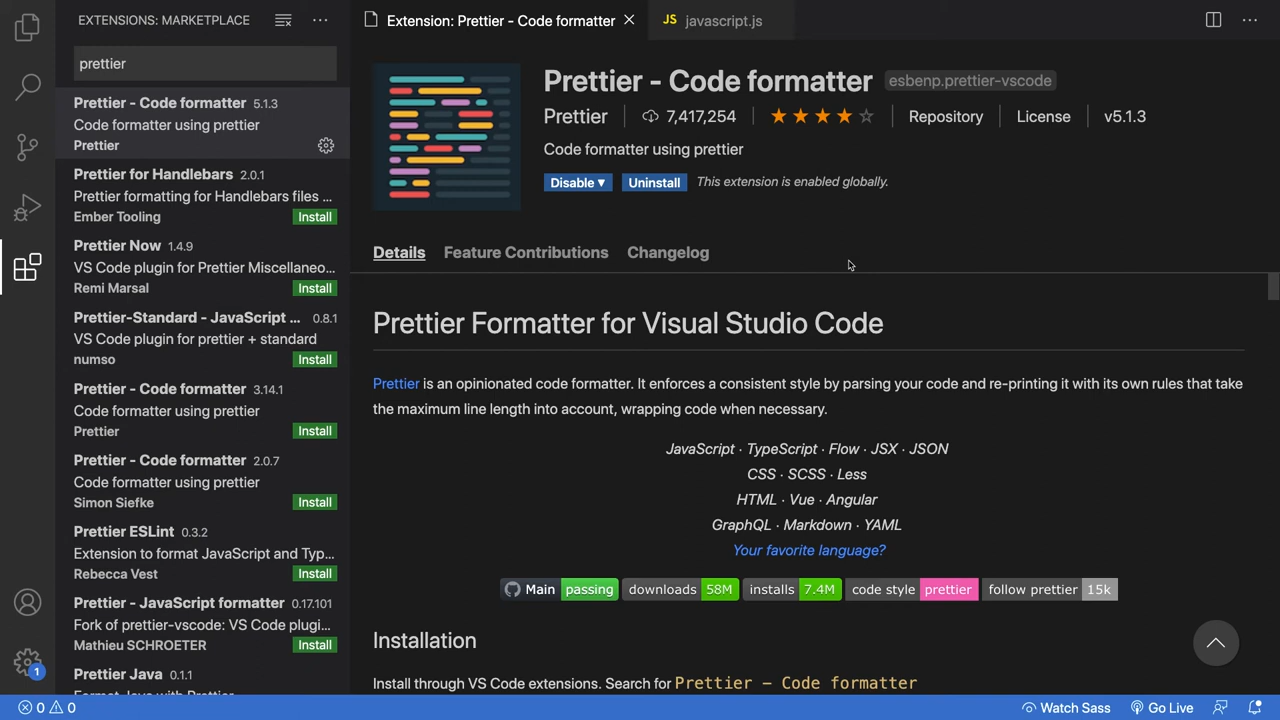 EXTENSIONS: MARKETPLACE
prettier
Prettier - Code formatter 5.1.3
Code formatter using prettier
Prettier
Prettier for Handlebars 2.0.1
Prettier formatting for Handlebars files ...
Ember Tooling Install
Prettier Now 1.4.9
VS Code plugin for Prettier Miscellaneo...
Remi Marsal Install
Prettier-Standard - JavaScript ... 0.8.1
VS Code plugin for prettier + standard
numso Install
Prettier - Code formatter 3.14.1
Code formatter using prettier
Prettier Install
Prettier - Code formatter 2.0.7
Code formatter using prettier
Simon Siefke Install
Prettier ESLint 0.3.2
Extension to format JavaScript and Typ...
Rebecca Vest Install
Prettier - JavaScript formatter 0.17.101
Fork of prettier-vscode: VS Code plugi...
Mathieu SCHROETER Install
Prettier Java 0.1.1
Format Java with Prettier
1
Extension: Prettier - Code formatter
JS javascript.js
Prettier - Code formatter esbenp.prettier-vscode
Prettier 7,417,254 Repository License v5.1.3
Code formatter using prettier
Disable Uninstall This extension is enabled globally.
Details Feature Contributions Changelog
Prettier Formatter for Visual Studio Code
Prettier is an opinionated code formatter. It enforces a consistent style by parsing your code and re-printing it with its own rules that take
the maximum line length into account, wrapping code when necessary.
JavaScript · TypeScript · Flow · JSX · JSON
CSS · SCSS · Less
HTML · Vue · Angular
GraphQL · Markdown · YAML
Your favorite language?
Main passing downloads 58M installs 7.4M code style prettier follow prettier 15k
Installation
Install through VS Code extensions. Search for Prettier - Code formatter
0 0 Watch Sass Go Live